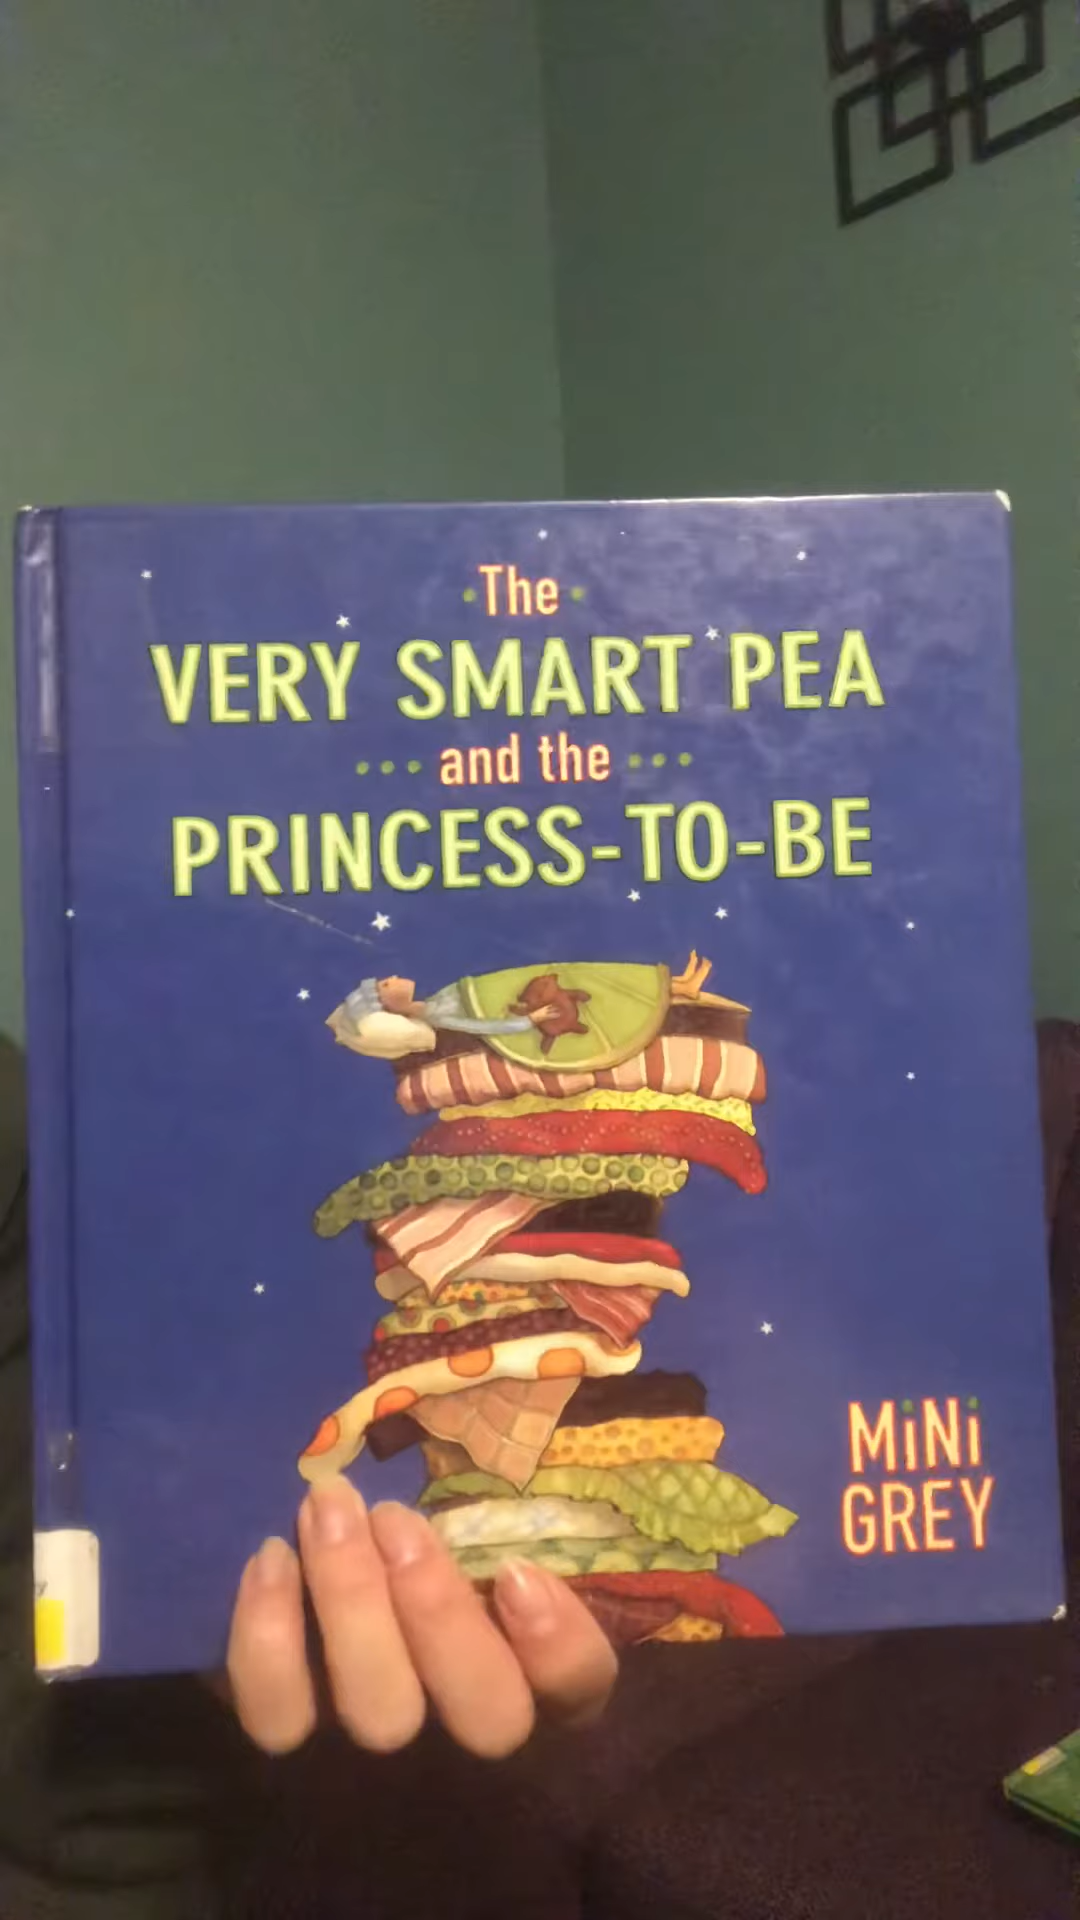 The
VERY SMART PEA
and the
PRINCESS-TO-BE
MiNi
GREY